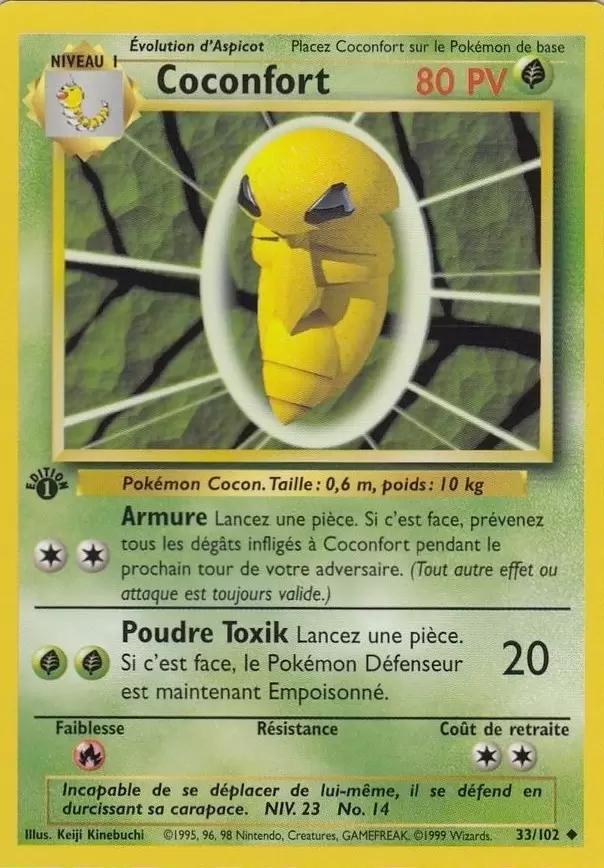 Évolution d'Aspicot Placez Coconfort sur le Pokémon de base
NIVEAU 1
Coconfort 80 PV
EDITION 1
Pokémon Cocon. Taille : 0,6 m, poids : 10 kg
Armure Lancez une pièce. Si c'est face, prévenez
tous les dégâts infligés à Coconfort pendant le
prochain tour de votre adversaire. (Tout autre effet ou
attaque est toujours valide.)
Poudre Toxik Lancez une pièce.
Si c'est face, le Pokémon Défenseur
est maintenant Empoisonné.
20
Faiblesse Résistance Coût de retraite
Incapable de se déplacer de lui-même, il se défend en
durcissant sa carapace. NIV. 23 No. 14
Illus. Keiji Kinebuchi ©1995, 96, 98 Nintendo, Creatures, GAMEFREAK. ©1999 Wizards. 33/102